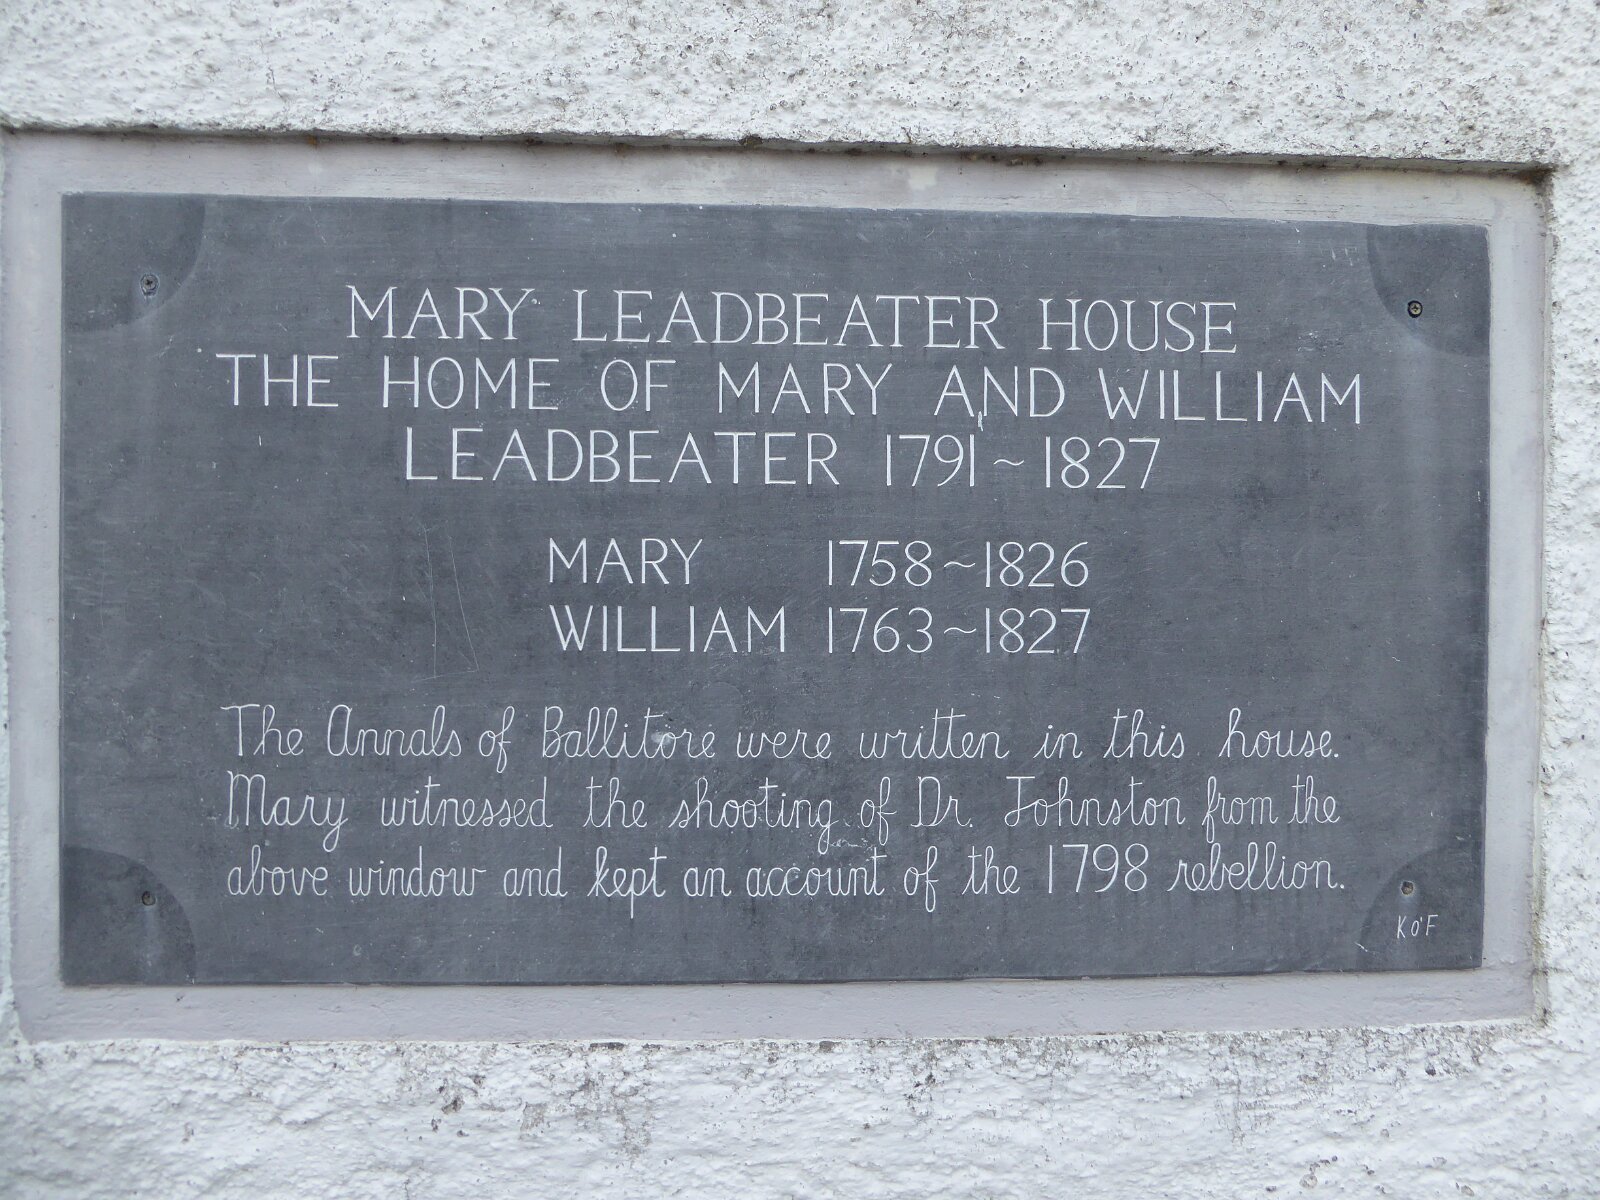 MARY LEADBEATER HOUSE
THE HOME OF MARY AND WILLIAM
LEADBEATER 1791~1827
MARY 1758~1826
WILLIAM 1763~1827
The Annals of Ballitore were written in this house.
Mary witnessed the shooting of Dr. Johnston from the
above window and kept an account of the 1798 rebellion.
K O'F